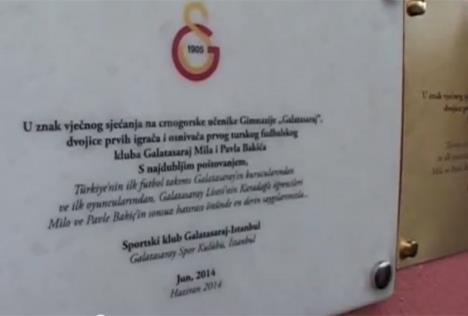 1905
U znak vječnog sjećanja na crnogorske učenike Gimnazije „Galatasaraj",
dvojice prvih igrača i osnivača prvog turskog fudbalskog
kluba Galatasaraj Mila i Pavla Bakića
S najdubljim poštovanjem,
Türkiye'nin ilk futbol takımı Galatasaray'ın kurucularından
ve ilk oyuncularından, Galatasaray Lisesi'nin Karadağlı öğrencileri
Milo ve Pavle Bakiç'in sonsuz hatırası önünde en derin saygılarımızla...
Sportski klub Galatasaraj-Istanbul
Galatasaray Spor Kulübü, İstanbul
Jun, 2014
Haziran 2014
U znak vječnog